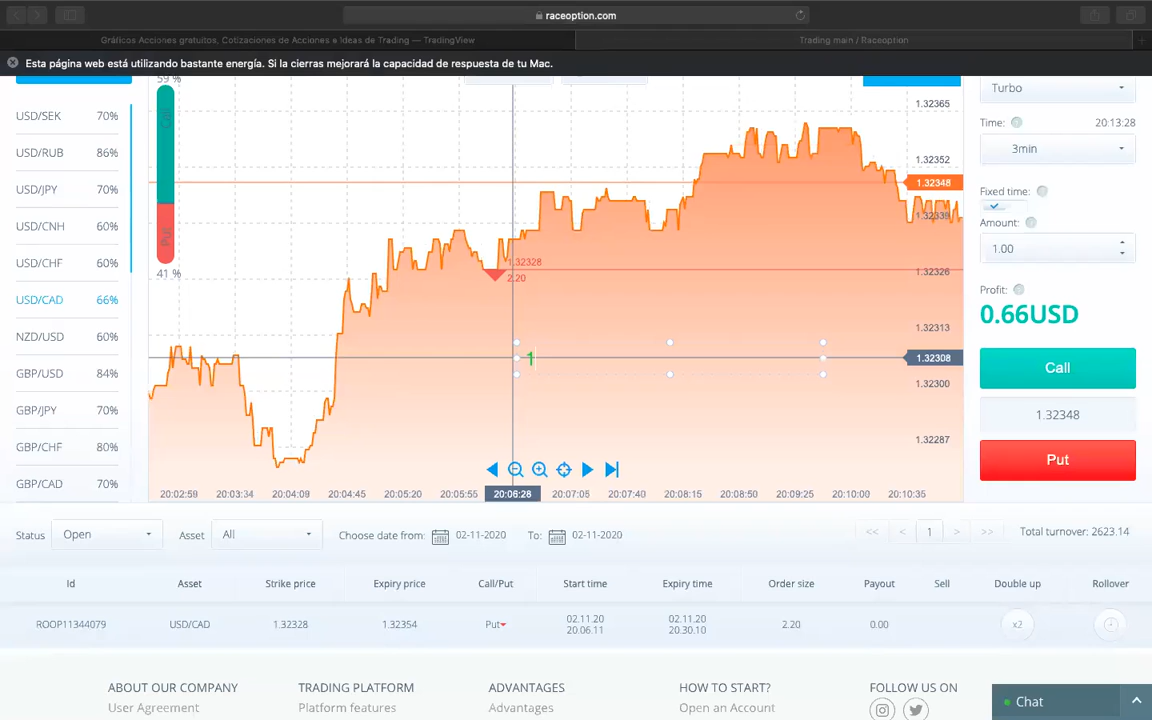 raceoption.com
Gráficos Acciones gratuitos, Cotizaciones de Acciones e Ideas de Trading — TradingView
Trading main / Raceoption
Esta página web está utilizando bastante energía. Si la cierras mejorará la capacidad de respuesta de tu Mac.
59 %
Call
Put
41 %
USD/SEK 70%
USD/RUB 86%
USD/JPY 70%
USD/CNH 60%
USD/CHF 60%
USD/CAD 66%
NZD/USD 60%
GBP/USD 84%
GBP/JPY 70%
GBP/CHF 80%
GBP/CAD 70%
1.32328
2.20
1
1.32365
1.32352
1.32348
1.32339
1.32326
1.32313
1.32308
1.32300
1.32287
20:02:59 20:03:34 20:04:09 20:04:45 20:05:20 20:05:55 20:06:28 20:07:05 20:07:40 20:08:15 20:08:50 20:09:25 20:10:00 20:10:35
Turbo
Time: 20:13:28
3min
Fixed time:
Amount:
1.00
Profit:
0.66USD
Call
1.32348
Put
Status Open Asset All Choose date from: 02-11-2020 To: 02-11-2020 << < 1 > >> Total turnover: 2623.14
Id Asset Strike price Expiry price Call/Put Start time Expiry time Order size Payout Sell Double up Rollover
ROOP11344079 USD/CAD 1.32328 1.32354 Put 02.11.20 02.11.20 2.20 0.00 x2
20.06.11 20.30.10
ABOUT OUR COMPANY TRADING PLATFORM ADVANTAGES HOW TO START? FOLLOW US ON
User Agreement Platform features Advantages Open an Account
Chat